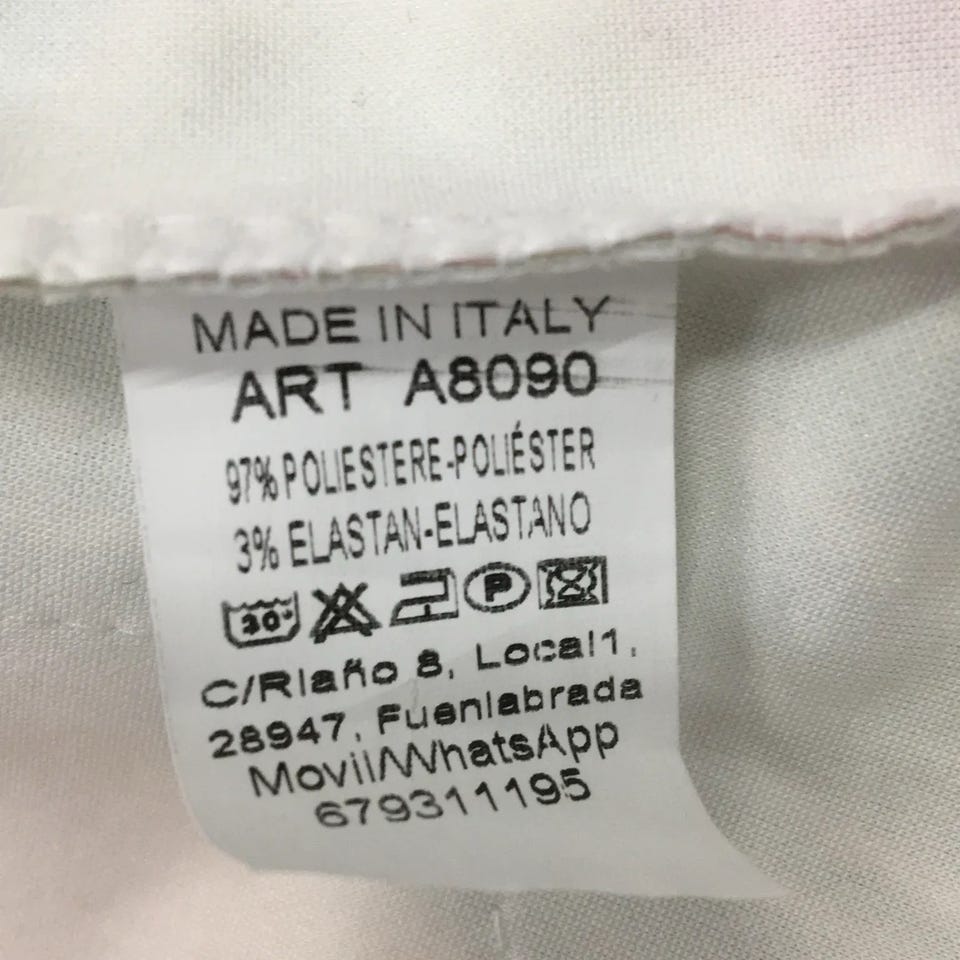 MADE IN ITALY
ART A8090
97% POLIESTERE-POLIÉSTER
3% ELASTAN-ELASTANO
30° P
C/Riaño 8, Local1,
28947, Fuenlabrada
Movil/WhatsApp
679311195